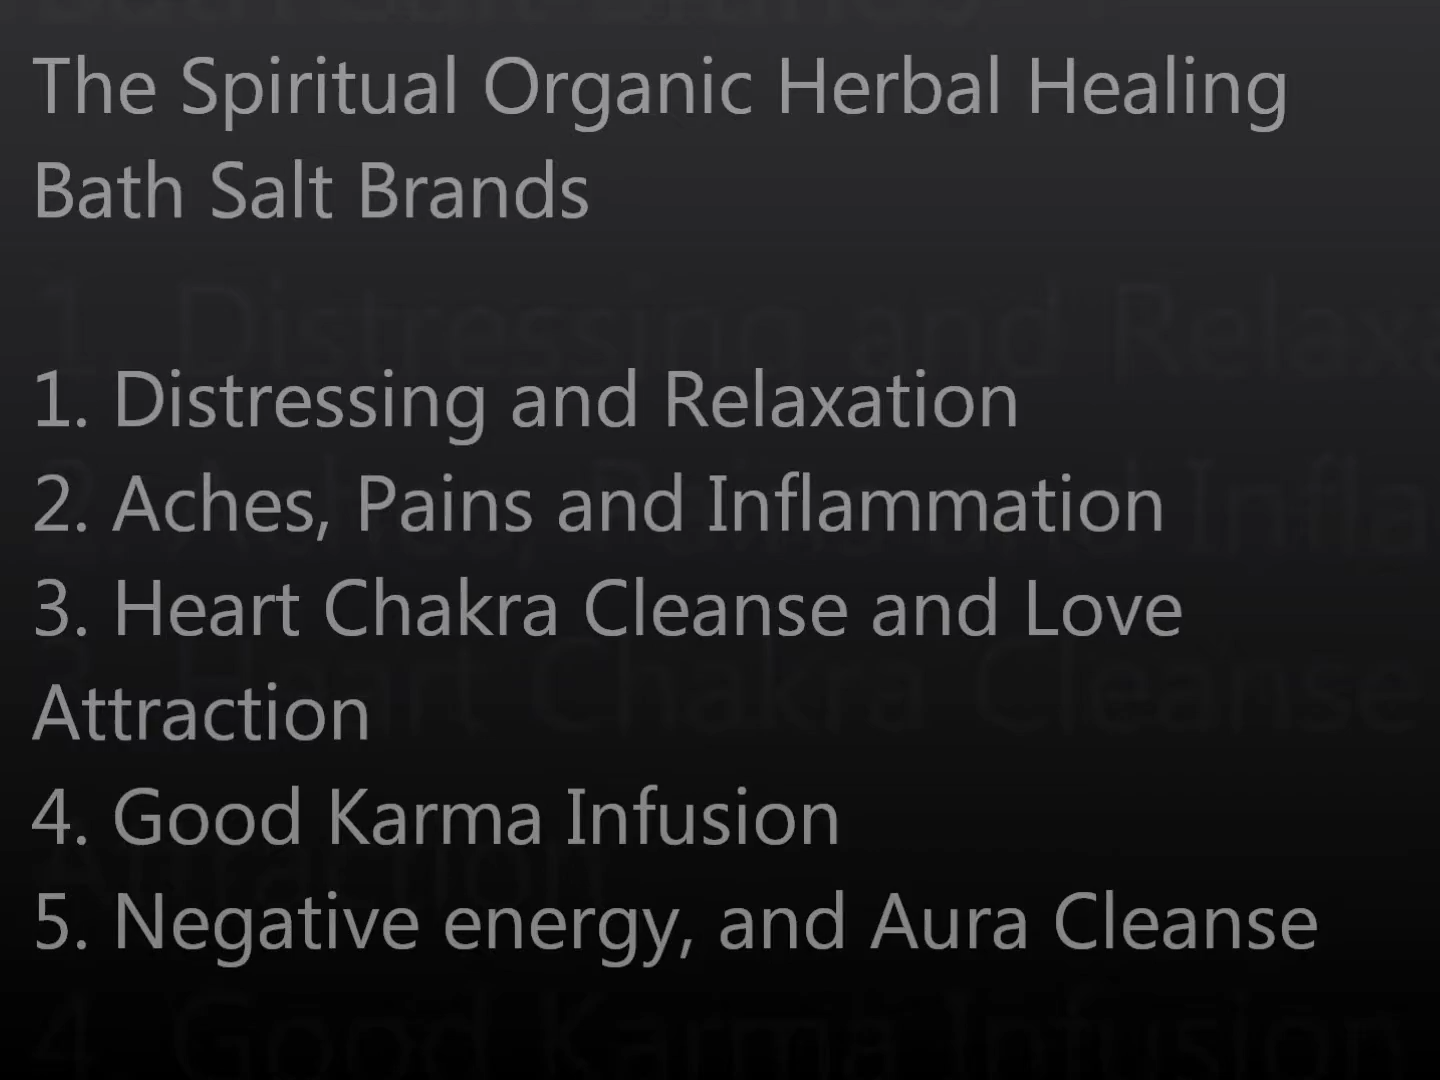 The Spiritual Organic Herbal Healing
Bath Salt Brands
1. Distressing and Relaxation
2. Aches, Pains and Inflammation
3. Heart Chakra Cleanse and Love
Attraction
4. Good Karma Infusion
5. Negative energy, and Aura Cleanse